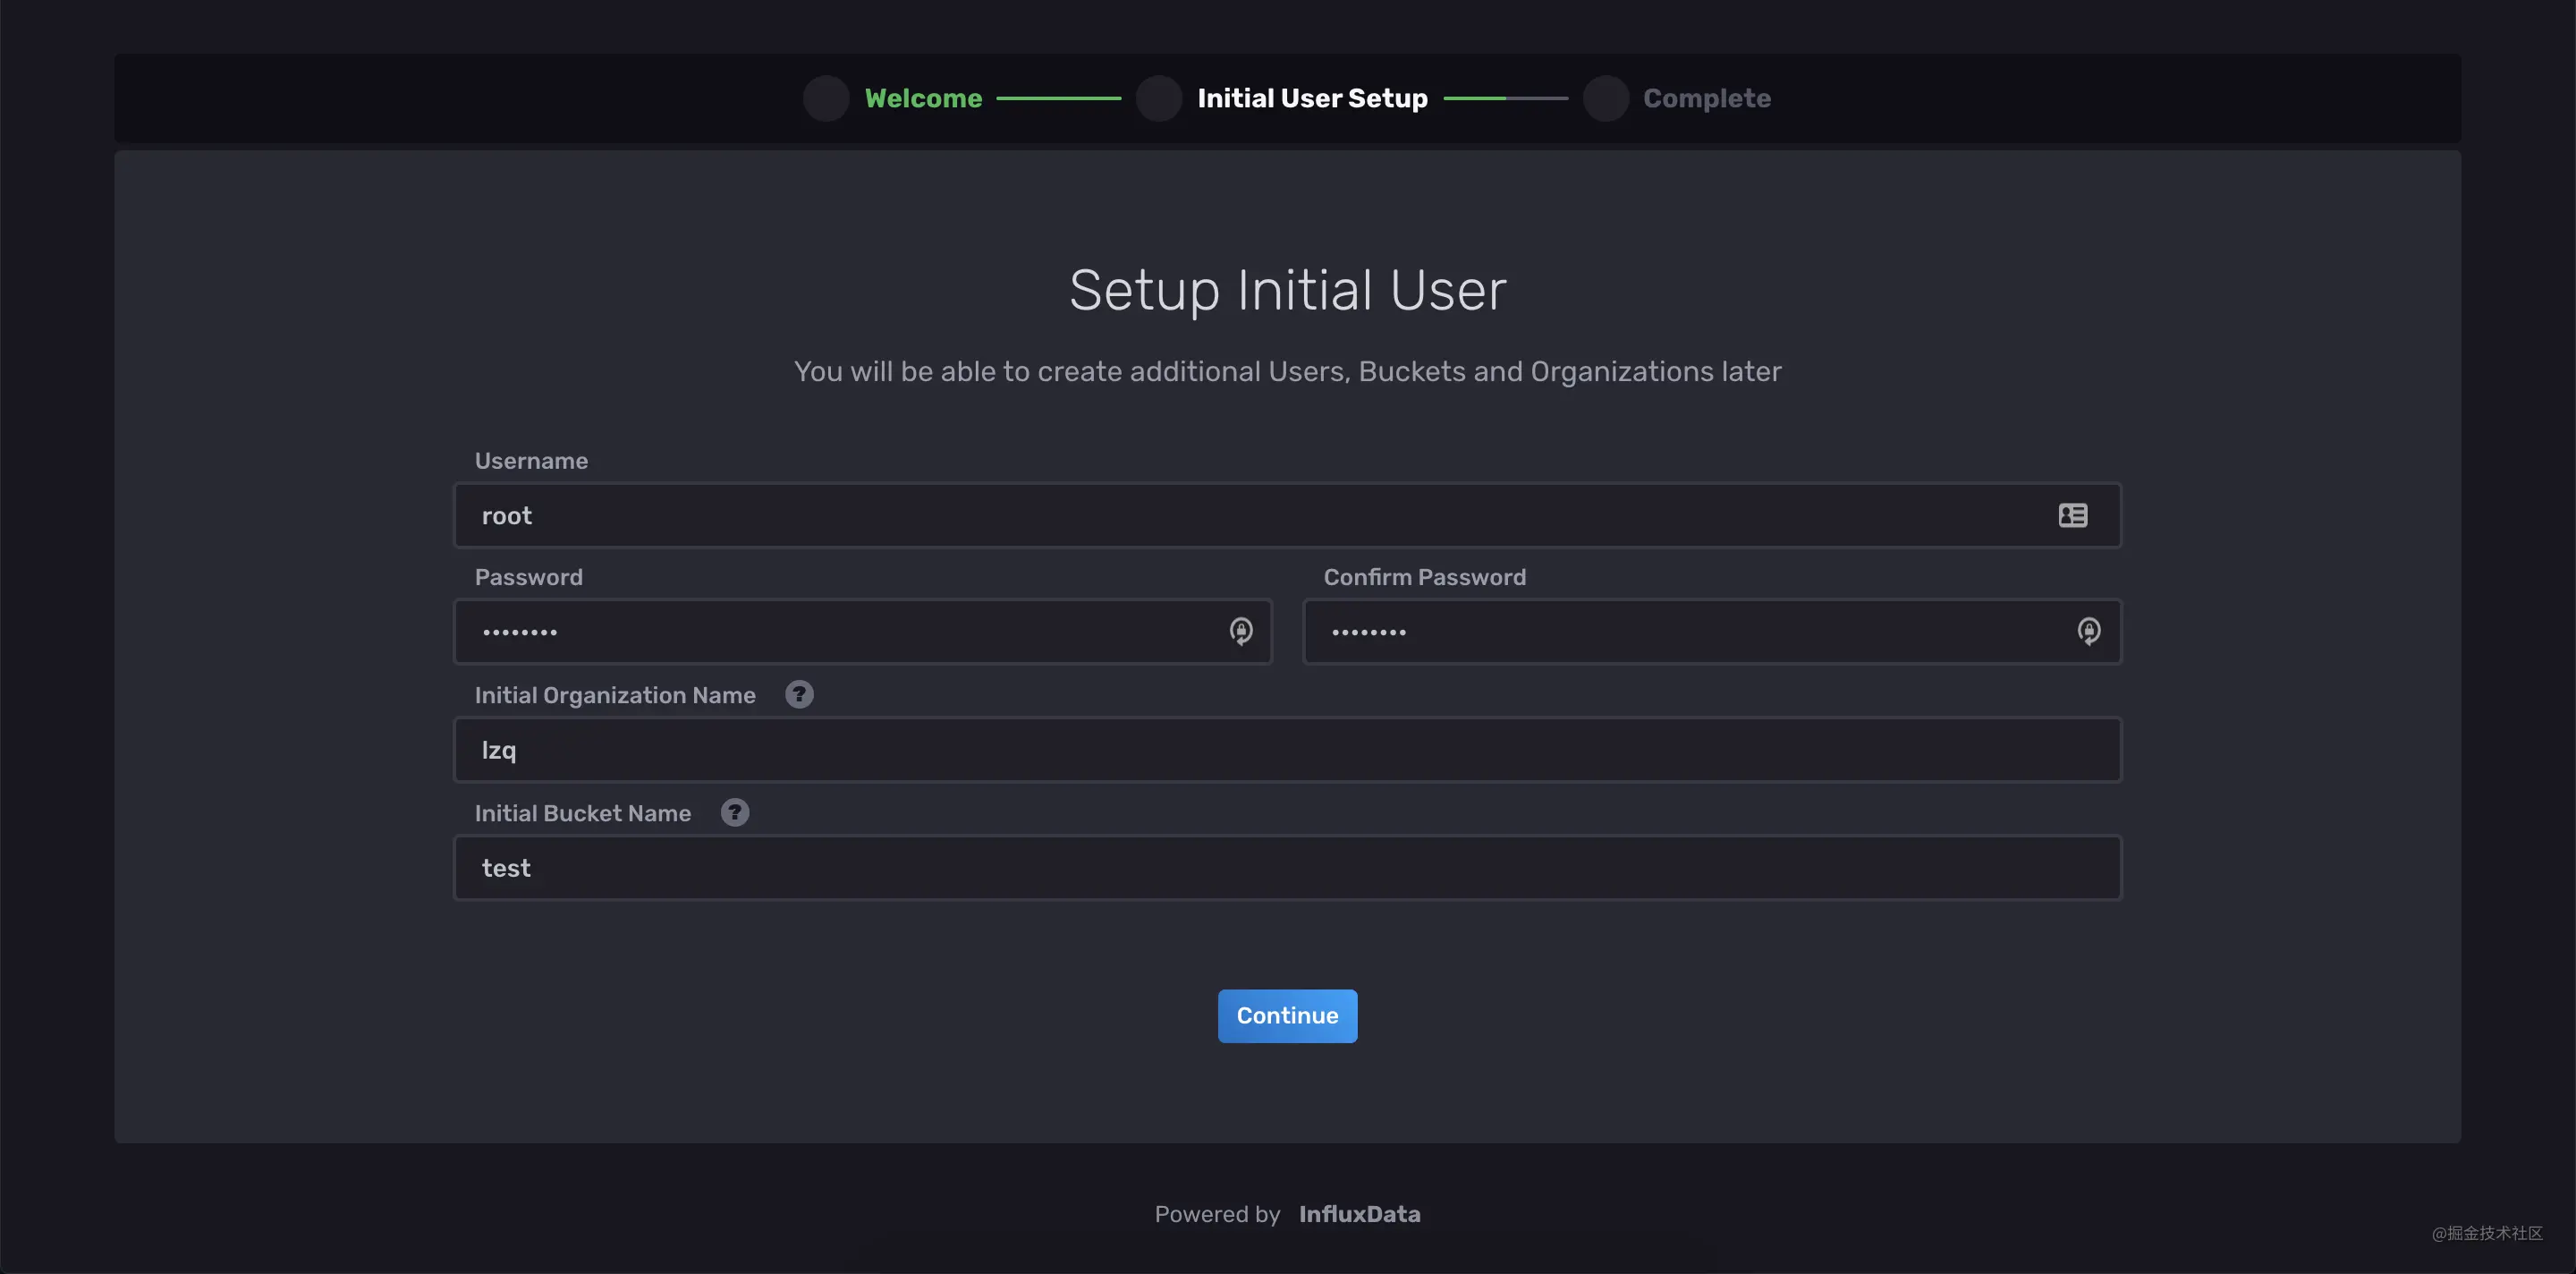 Welcome
Initial User Setup
Complete
Setup Initial User
You will be able to create additional Users, Buckets and Organizations later
Username
root
Password
Confirm Password
••••••••
••••••••
Initial Organization Name ?
lzq
Initial Bucket Name ?
test
Continue
Powered by InfluxData
@掘金技术社区